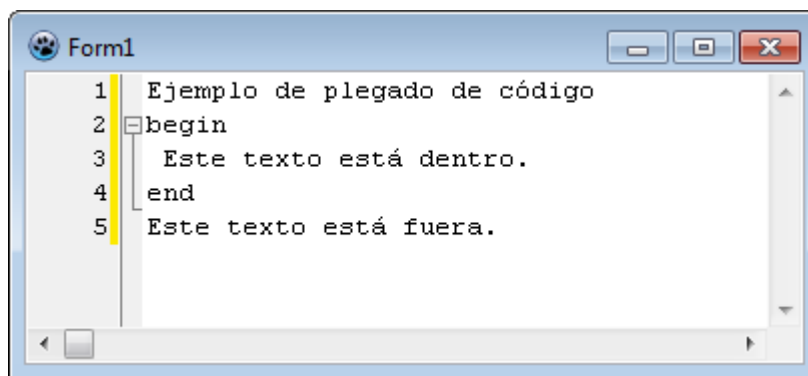 Form1
1 Ejemplo de plegado de código
2 begin
3 Este texto está dentro.
4 end
5 Este texto está fuera.